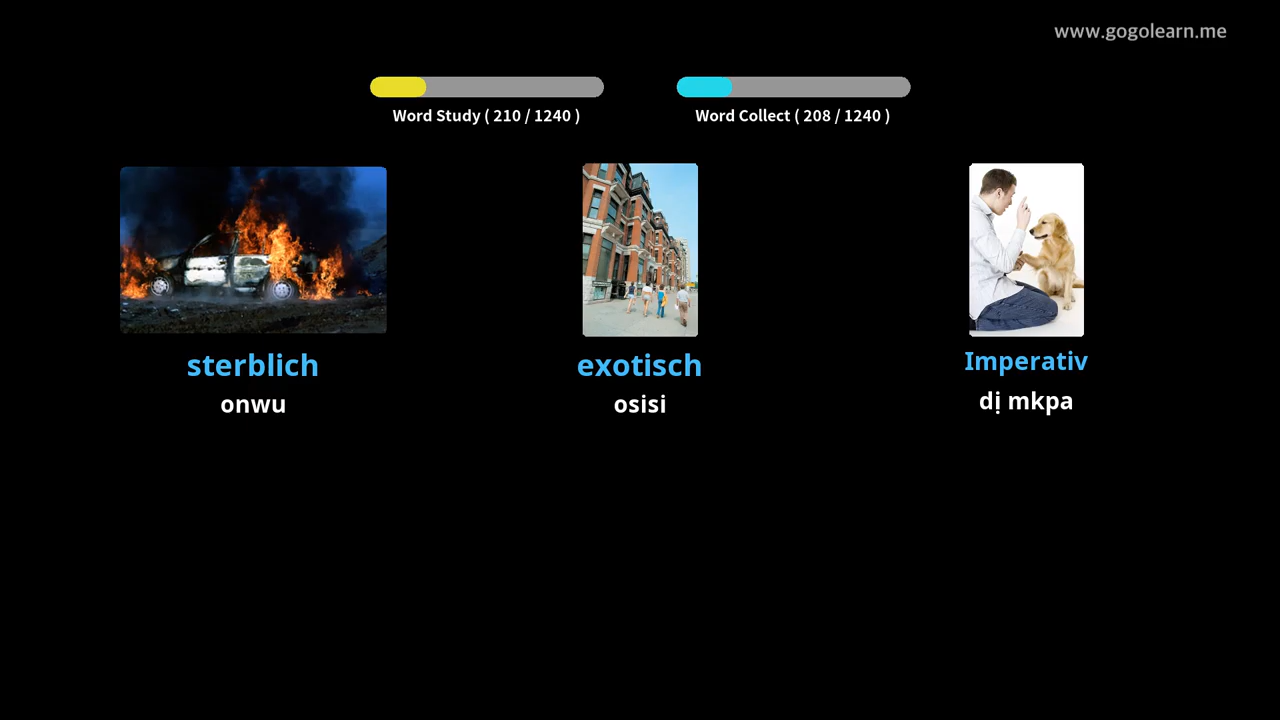 www.gogolearn.me
Word Study ( 210 / 1240 )
Word Collect ( 208 / 1240 )
sterblich
onwu
exotisch
osisi
Imperativ
dị mkpa